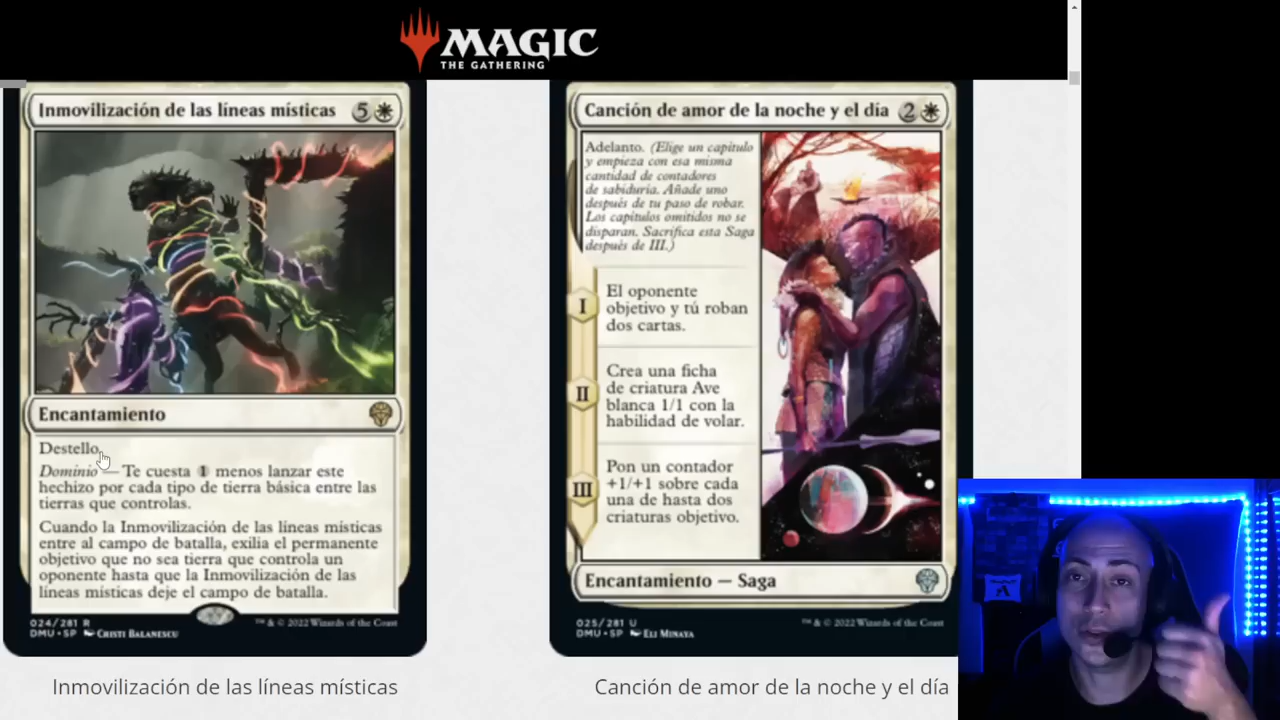 MAGIC
THE GATHERING
Inmovilización de las líneas místicas 5
Encantamiento
Destello
Dominio — Te cuesta 1 menos lanzar este
hechizo por cada tipo de tierra básica entre las
tierras que controlas.
Cuando la Inmovilización de las líneas místicas
entre al campo de batalla, exilia el permanente
objetivo que no sea tierra que controla un
oponente hasta que la Inmovilización de las
líneas místicas deje el campo de batalla.
024/281 R
DMU • SP CRISTI BALANESCU
™ & © 2022 Wizards of the Coast
Inmovilización de las líneas místicas
Canción de amor de la noche y el día 2
Adelanto. (Elige un capítulo
y empieza con esa misma
cantidad de contadores
de sabiduría. Añade uno
después de tu paso de robar.
Los capítulos omitidos no se
disparan. Sacrifica esta Saga
después de III.)
I
El oponente
objetivo y tú roban
dos cartas.
II
Crea una ficha
de criatura Ave
blanca 1/1 con la
habilidad de volar.
III
Pon un contador
+1/+1 sobre cada
una de hasta dos
criaturas objetivo.
Encantamiento — Saga
025/281 U
DMU • SP ELI MINAYA
™ & © 2022 Wizards of the Coast
Canción de amor de la noche y el día